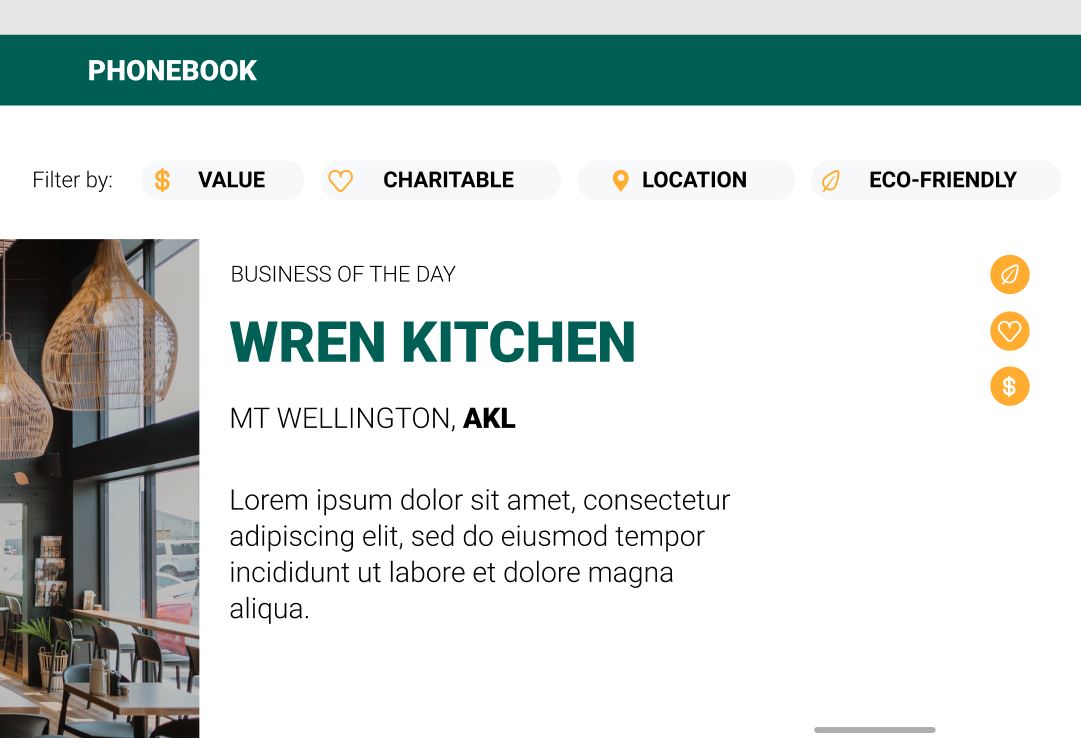 PHONEBOOK
Filter by: $ VALUE CHARITABLE LOCATION ECO-FRIENDLY
BUSINESS OF THE DAY
WREN KITCHEN
MT WELLINGTON, AKL
$
Lorem ipsum dolor sit amet, consectetur
adipiscing elit, sed do eiusmod tempor
incididunt ut labore et dolore magna
aliqua.